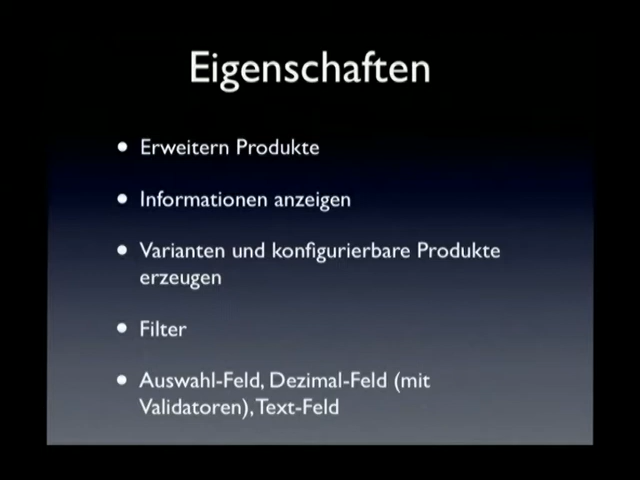 Eigenschaften
• Erweitern Produkte
• Informationen anzeigen
• Varianten und konfigurierbare Produkte
erzeugen
• Filter
• Auswahl-Feld, Dezimal-Feld (mit
Validatoren), Text-Feld